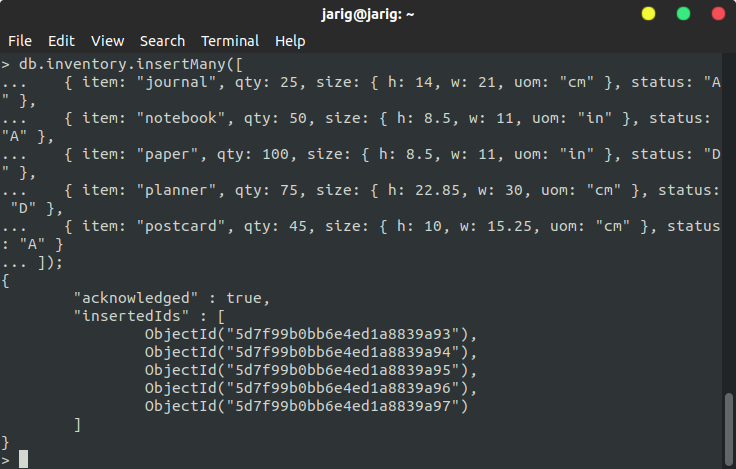 jarig@jarig: ~
File Edit View Search Terminal Help
> db.inventory.insertMany([
...    { item: "journal", qty: 25, size: { h: 14, w: 21, uom: "cm" }, status: "A
" },
...    { item: "notebook", qty: 50, size: { h: 8.5, w: 11, uom: "in" }, status:
"A" },
...    { item: "paper", qty: 100, size: { h: 8.5, w: 11, uom: "in" }, status: "D
" },
...    { item: "planner", qty: 75, size: { h: 22.85, w: 30, uom: "cm" }, status:
 "D" },
...    { item: "postcard", qty: 45, size: { h: 10, w: 15.25, uom: "cm" }, status
: "A" }
... ]);
{
        "acknowledged" : true,
        "insertedIds" : [
                ObjectId("5d7f99b0bb6e4ed1a8839a93"),
                ObjectId("5d7f99b0bb6e4ed1a8839a94"),
                ObjectId("5d7f99b0bb6e4ed1a8839a95"),
                ObjectId("5d7f99b0bb6e4ed1a8839a96"),
                ObjectId("5d7f99b0bb6e4ed1a8839a97")
        ]
}
>